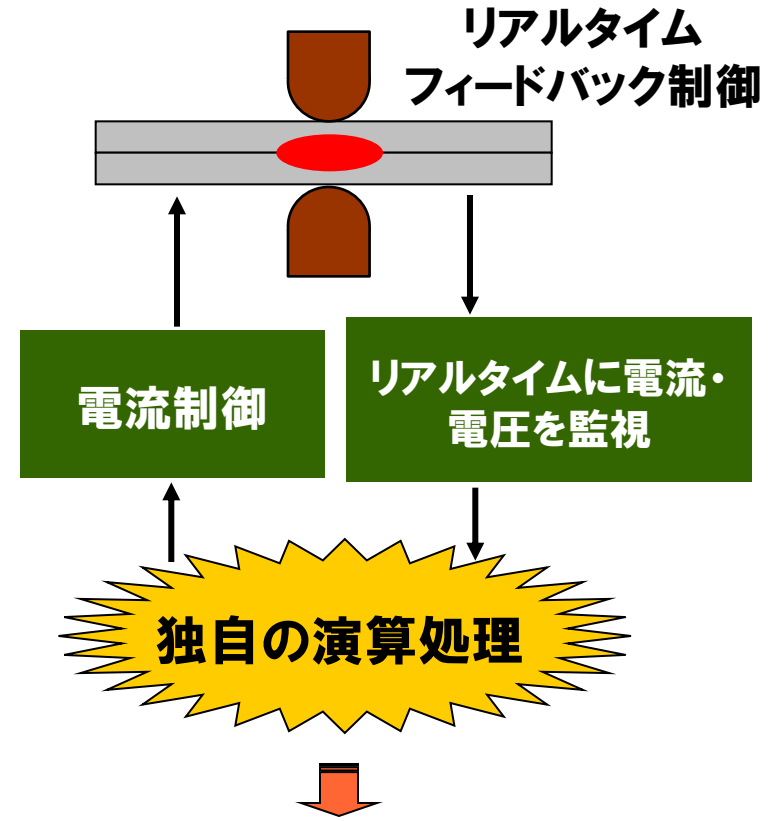 リアルタイム
フィードバック制御
電流制御
リアルタイムに電流・
電圧を監視
独自の演算処理